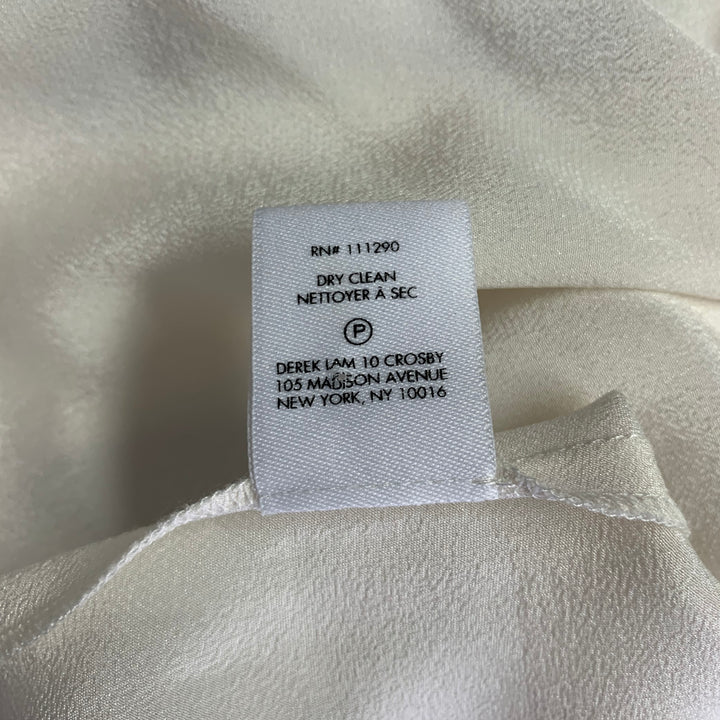 RN# 111290
DRY CLEAN
NETTOYER À SEC
P
DEREK LAM 10 CROSBY
105 MADISON AVENUE
NEW YORK, NY 10016